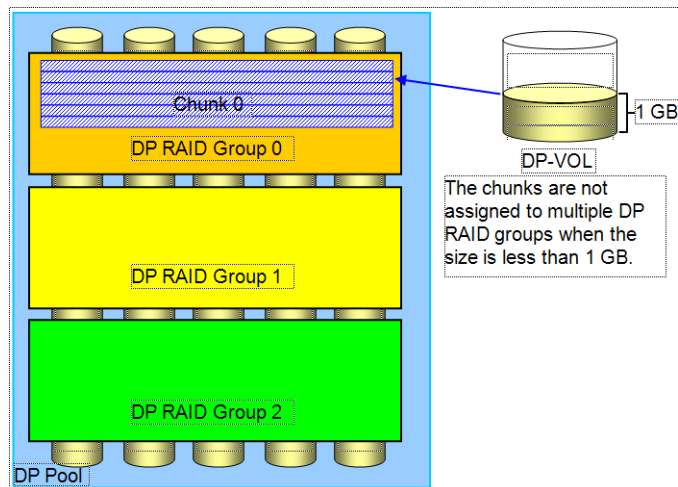 Chunk 0
DP RAID Group 0
DP RAID Group 1
DP RAID Group 2
DP Pool
1 GB
DP-VOL
The chunks are not
assigned to multiple DP
RAID groups when the
size is less than 1 GB.